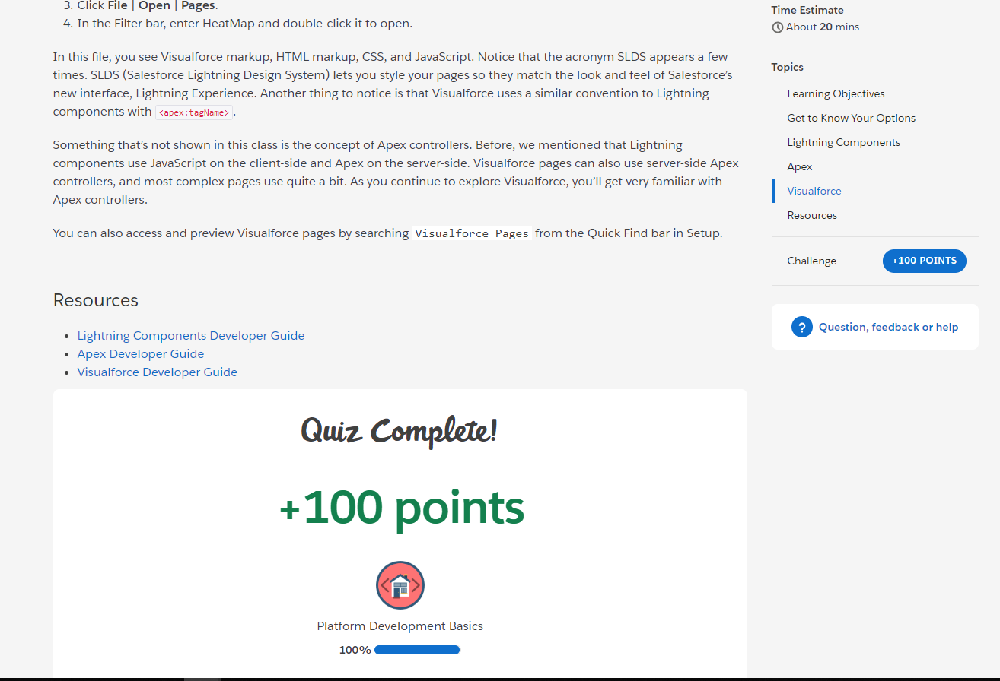 3. Click File | Open | Pages.
4. In the Filter bar, enter HeatMap and double-click it to open.
In this file, you see Visualforce markup, HTML markup, CSS, and JavaScript. Notice that the acronym SLDS appears a few
times. SLDS (Salesforce Lightning Design System) lets you style your pages so they match the look and feel of Salesforce’s
new interface, Lightning Experience. Another thing to notice is that Visualforce uses a similar convention to Lightning
components with <apex:tagName>.
Something that’s not shown in this class is the concept of Apex controllers. Before, we mentioned that Lightning
components use JavaScript on the client-side and Apex on the server-side. Visualforce pages can also use server-side Apex
controllers, and most complex pages use quite a bit. As you continue to explore Visualforce, you’ll get very familiar with
Apex controllers.
You can also access and preview Visualforce pages by searching Visualforce Pages from the Quick Find bar in Setup.
Resources
• Lightning Components Developer Guide
• Apex Developer Guide
• Visualforce Developer Guide
Quiz Complete!
+100 points
Platform Development Basics
100%
Time Estimate
About 20 mins
Topics
Learning Objectives
Get to Know Your Options
Lightning Components
Apex
Visualforce
Resources
Challenge +100 POINTS
? Question, feedback or help